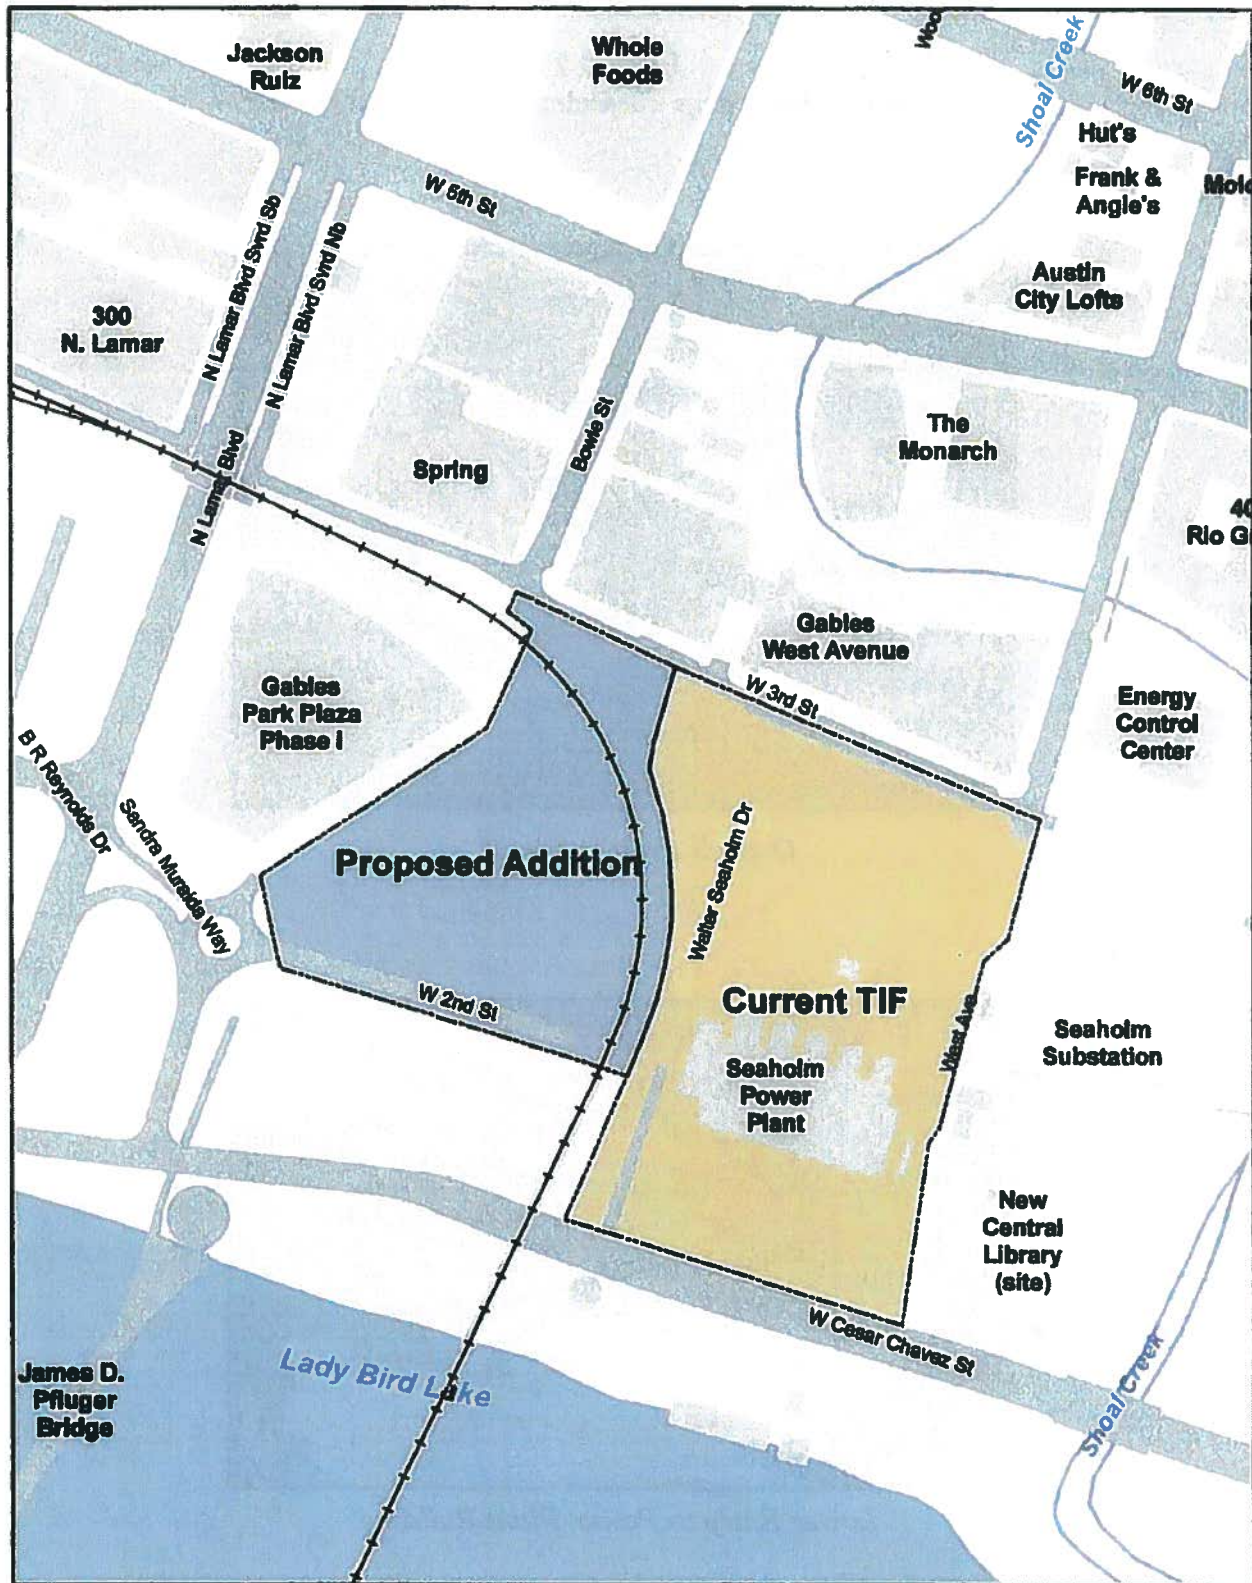 Jackson
Ruiz
Whole
Foods
Shoal Creek
W 6th St
Hut's
Frank &
Angie's
W 5th St
N Lamar Blvd Svrd Sb
N Lamar Blvd Svrd Nb
Austin
City Lofts
300
N. Lamar
The
Monarch
Bowie St
Spring
N Lamar Blvd
Gables
West Avenue
W 3rd St
Gables
Park Plaza
Phase I
Energy
Control
Center
B R Reynolds Dr
Sandra Muraida Way
Proposed Addition
Walter Seaholm Dr
W 2nd St
Current TIF
West Ave
Seaholm
Substation
Seaholm
Power
Plant
New
Central
Library
(site)
W Cesar Chavez St
Lady Bird Lake
James D.
Pfluger
Bridge
Shoal Creek